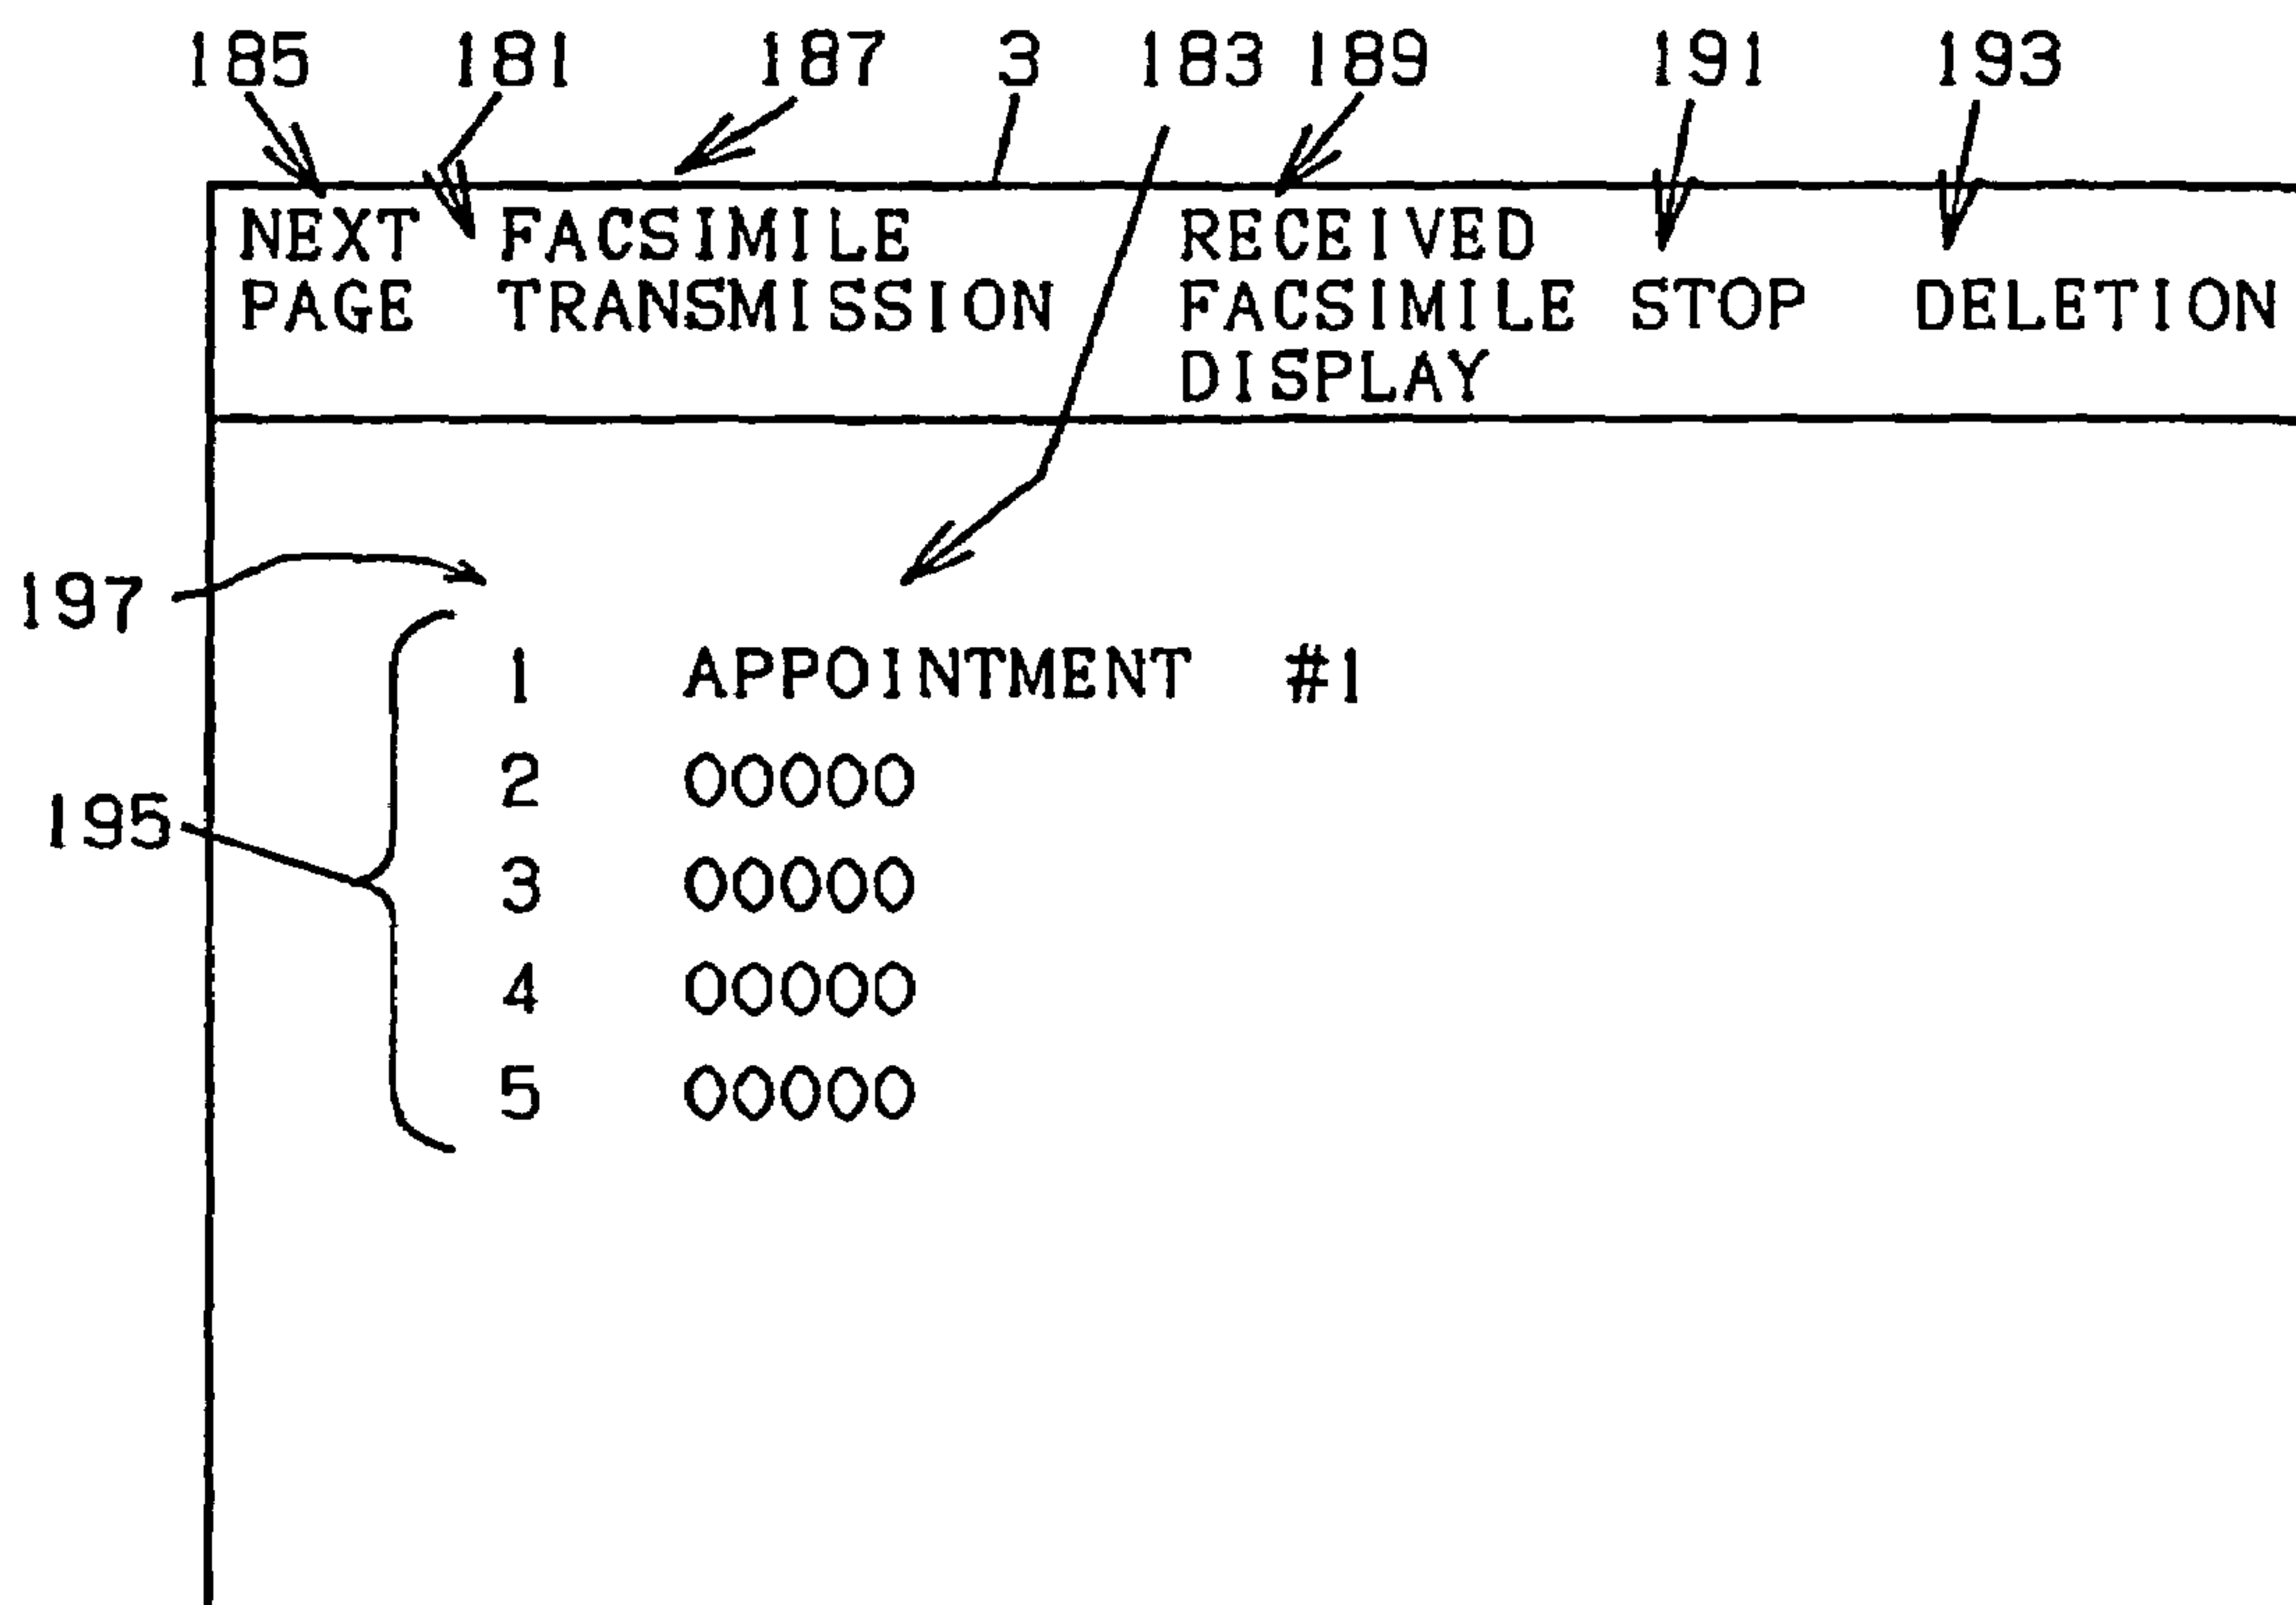 185 181 187 3 183 189 191 193
NEXT FACSIMILE RECEIVED
PAGE TRANSMISSION FACSIMILE STOP DELETION
DISPLAY
197
1 APPOINTMENT #1
2 00000
195
3 00000
4 00000
5 00000